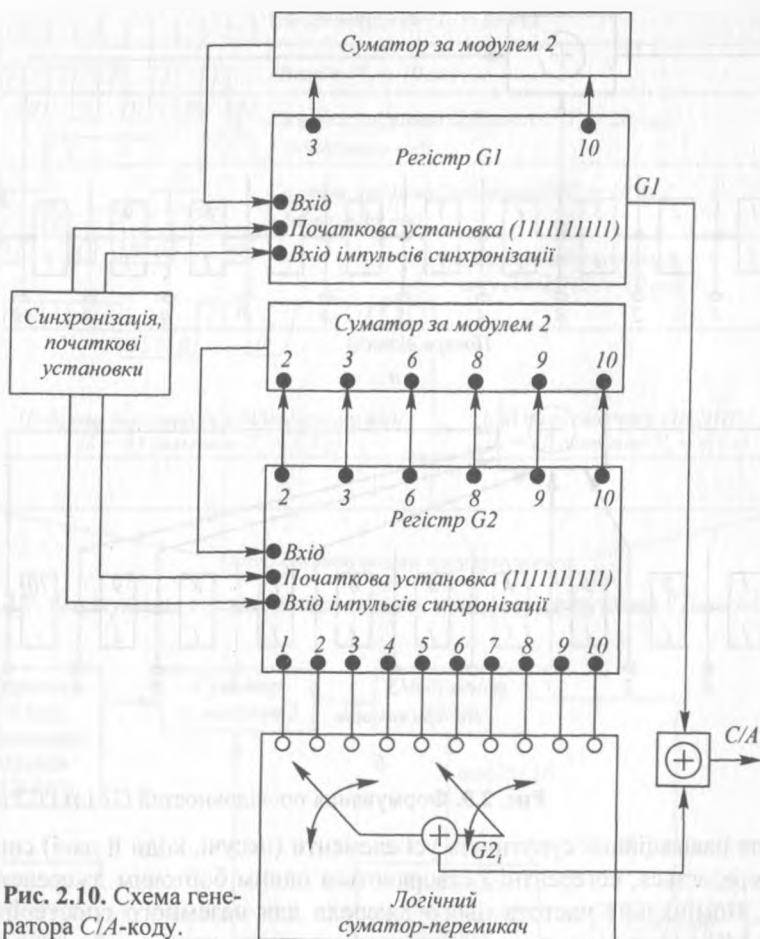 Суматор за модулем 2
3 10
Регістр G1
G1
Вхід
Початкова установка (1111111111)
Вхід імпульсів синхронізації
Синхронізація,
початкові
установки
Суматор за модулем 2
2 3 6 8 9 10
2 3 6 8 9 10
Регістр G2
Вхід
Початкова установка (1111111111)
Вхід імпульсів синхронізації
1 2 3 4 5 6 7 8 9 10
C/A
G2i
Логічний
суматор-перемикач
Рис. 2.10. Схема гене-
ратора C/A-коду.